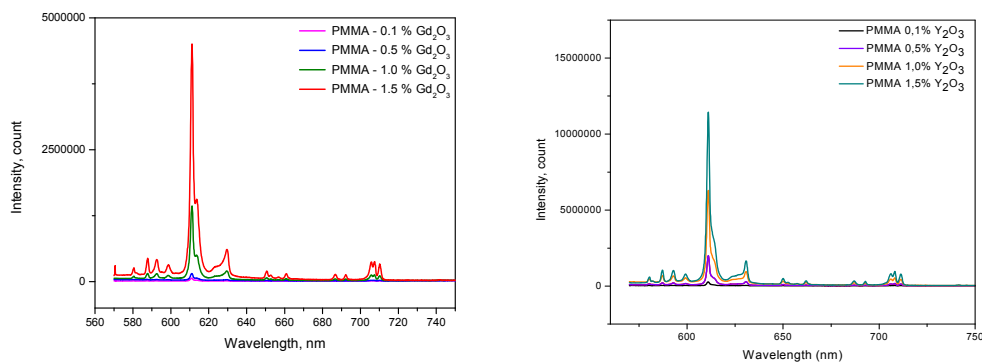 5000000
2500000
0
Intensity, count
PMMA - 0.1 % Gd₂O₃
PMMA - 0.5 % Gd₂O₃
PMMA - 1.0 % Gd₂O₃
PMMA - 1.5 % Gd₂O₃
560 580 600 620 640 660 680 700 720 740
Wavelength, nm
15000000
10000000
5000000
0
Intensity, count
PMMA 0,1% Y₂O₃
PMMA 0,5% Y₂O₃
PMMA 1,0% Y₂O₃
PMMA 1,5% Y₂O₃
600 650 700 750
Wavelength (nm)